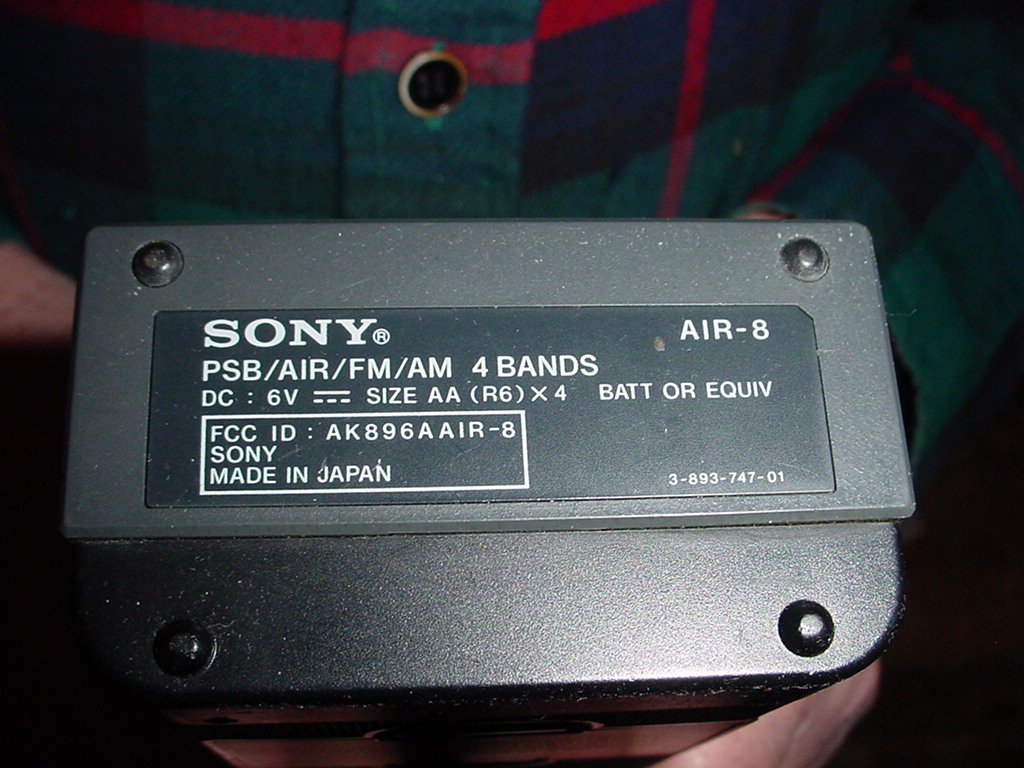 SONY® AIR-8
PSB/AIR/FM/AM 4 BANDS
DC : 6V ⎓ SIZE AA (R6)×4 BATT OR EQUIV
FCC ID : AK896AAIR-8
SONY
MADE IN JAPAN
3-893-747-01